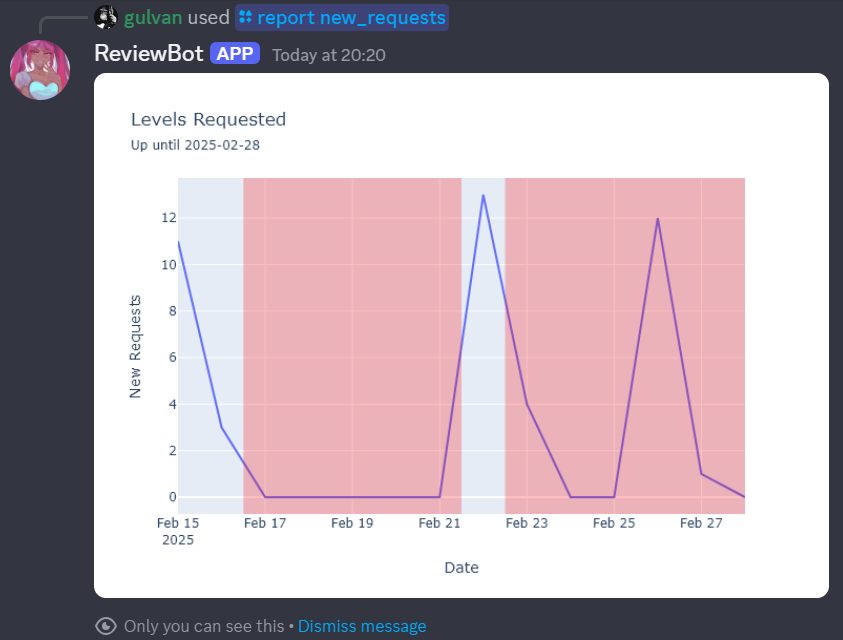 gulvan used report new_requests
ReviewBot APP Today at 20:20
Levels Requested
Up until 2025-02-28
12
10
8
6
4
2
0
New Requests
Feb 15 Feb 17 Feb 19 Feb 21 Feb 23 Feb 25 Feb 27
2025
Date
Only you can see this • Dismiss message